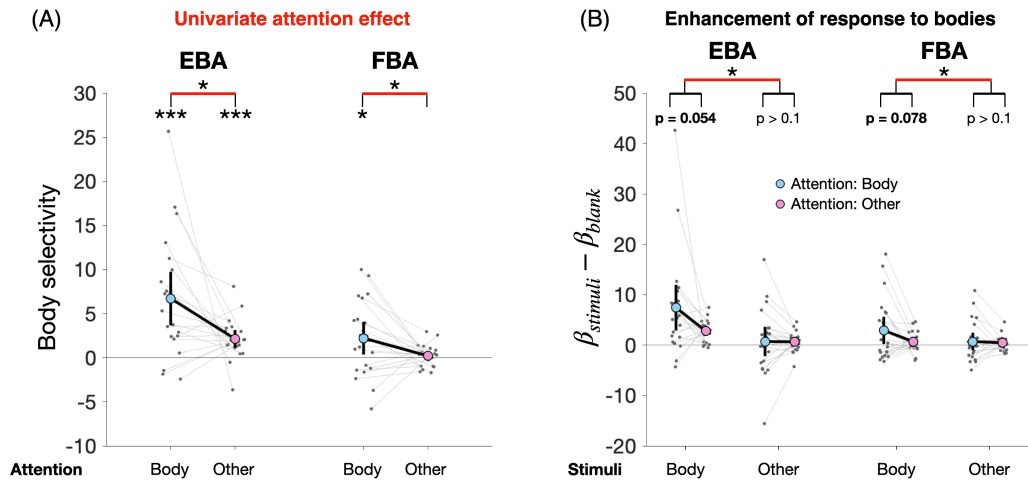 (A) Univariate attention effect
EBA FBA
* *
*** *** *
30
25
20
15
10
5
0
-5
-10
Body selectivity
Attention Body Other Body Other
(B) Enhancement of response to bodies
EBA FBA
* *
p = 0.054 p > 0.1 p = 0.078 p > 0.1
Attention: Body
Attention: Other
50
40
30
20
10
0
-10
-20
βstimuli − βblank
Stimuli Body Other Body Other